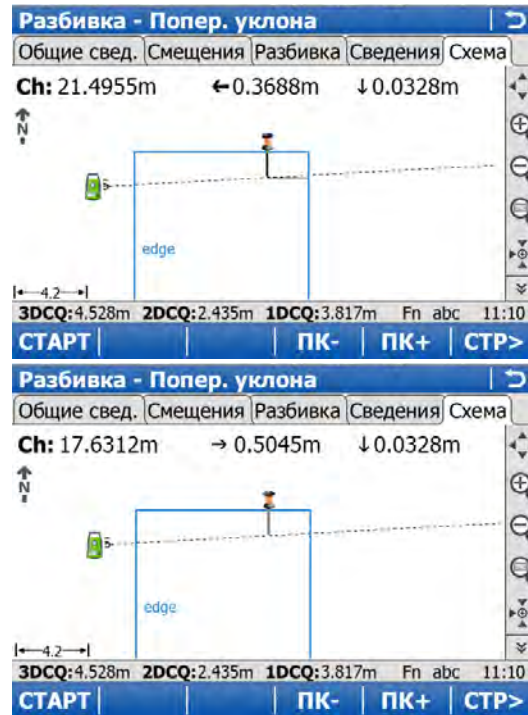 Разбивка - Попер. уклона
Общие свед. Смещения Разбивка Сведения Схема
Ch: 21.4955m ←0.3688m ↓0.0328m
N
edge
4.2
3DCQ:4.528m 2DCQ:2.435m 1DCQ:3.817m Fn abc 11:10
СТАРТ ПК- ПК+ СТР>
Разбивка - Попер. уклона
Общие свед. Смещения Разбивка Сведения Схема
Ch: 17.6312m → 0.5045m ↓0.0328m
N
edge
4.2
3DCQ:4.528m 2DCQ:2.435m 1DCQ:3.817m Fn abc 11:10
СТАРТ ПК- ПК+ СТР>